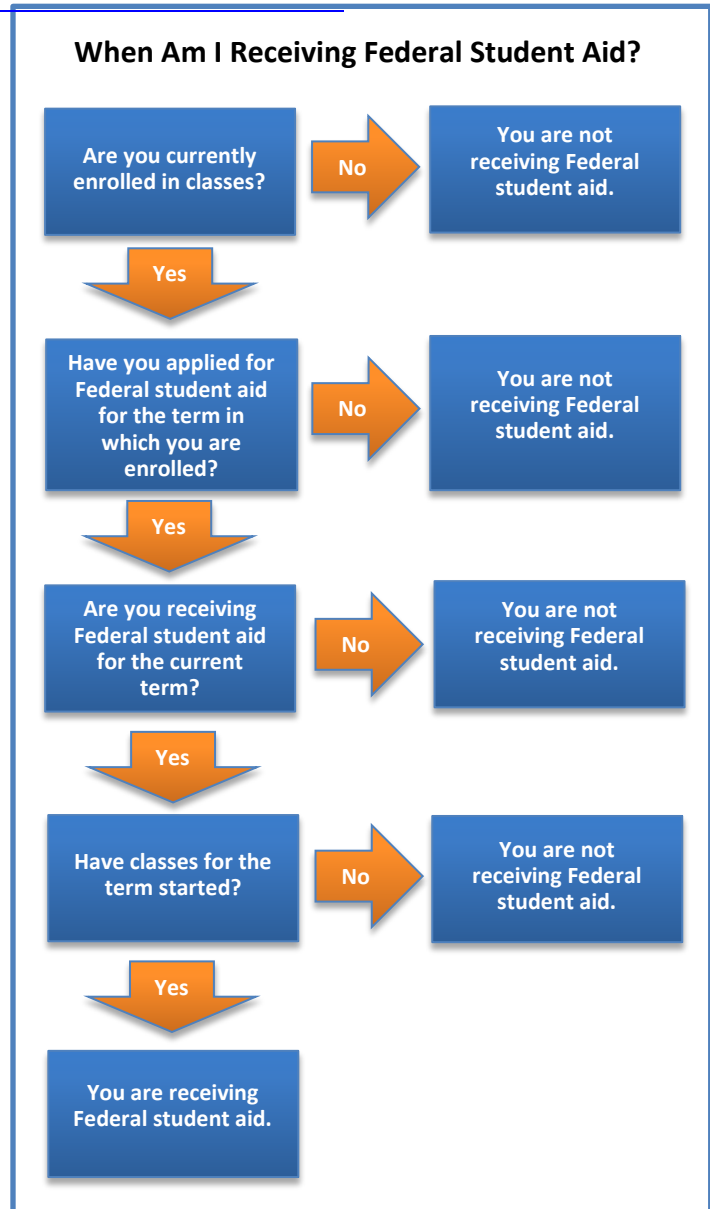 When Am I Receiving Federal Student Aid?
Are you currently
enrolled in classes?
No
You are not
receiving Federal
student aid.
Yes
Have you applied for
Federal student aid
for the term in
which you are
enrolled?
No
You are not
receiving Federal
student aid.
Yes
Are you receiving
Federal student aid
for the current
term?
No
You are not
receiving Federal
student aid.
Yes
Have classes for the
term started?
No
You are not
receiving Federal
student aid.
Yes
You are receiving
Federal student aid.